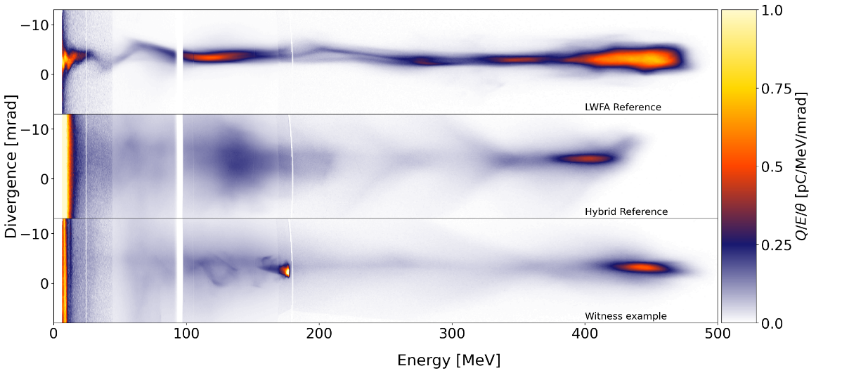 −10
0
LWFA Reference
−10
0
Hybrid Reference
−10
0
Witness example
Divergence [mrad]
0 100 200 300 400 500
Energy [MeV]
1.0
0.75
0.5
0.25
0.0
Q/E/θ [pC/MeV/mrad]